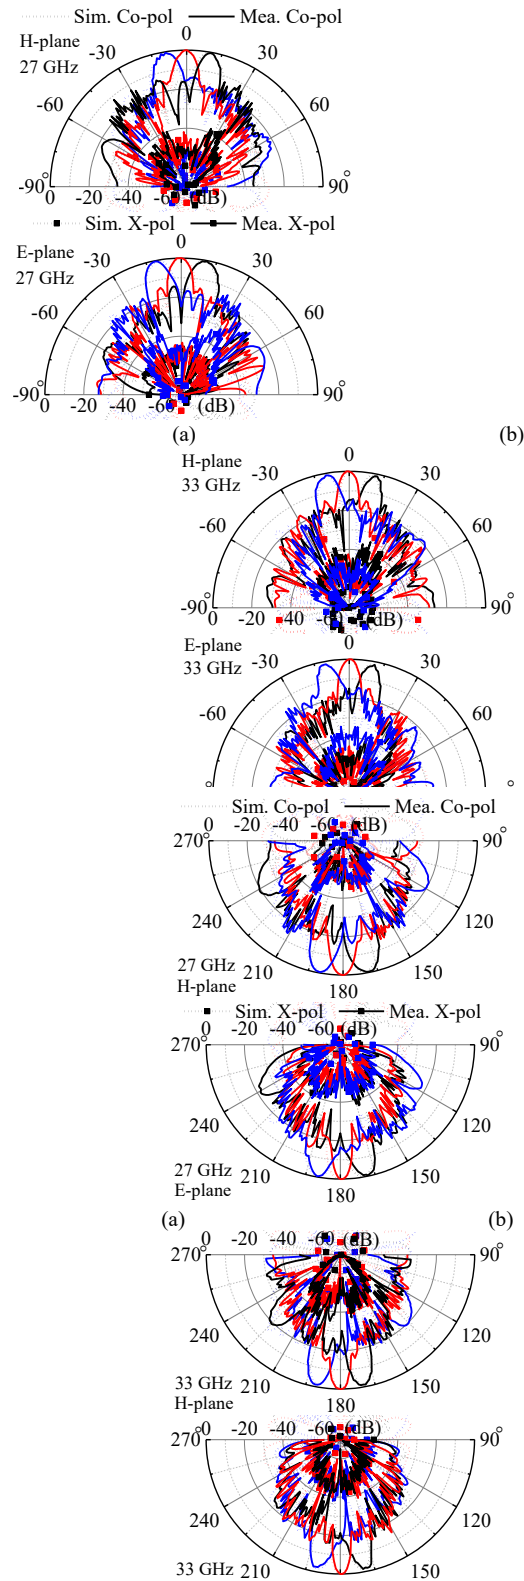 Sim. Co-pol Mea. Co-pol
H-plane 0
27 GHz -30 30
-60 60
-90° 90°
0 -20 -40 -60 (dB)
Sim. X-pol Mea. X-pol
E-plane 0
27 GHz -30 30
-60 60
-90° 90°
0 -20 -40 -60 (dB)
(a) (b)
H-plane 0
33 GHz -30 30
-60 60
-90° 90°
0 -20 -40 -60 (dB)
E-plane 0
33 GHz -30 30
-60 60
° °
Sim. Co-pol Mea. Co-pol
0 -20 -40 -60 (dB)
270° 90°
240 120
27 GHz 210 150
H-plane 180
Sim. X-pol Mea. X-pol
0 -20 -40 -60 (dB)
270° 90°
240 120
27 GHz 210 150
E-plane 180
(a) (b)
0 -20 -40 -60 (dB)
270° 90°
240 120
33 GHz 210 150
H-plane 180
0 -20 -40 -60 (dB)
270° 90°
240 120
33 GHz 210 150